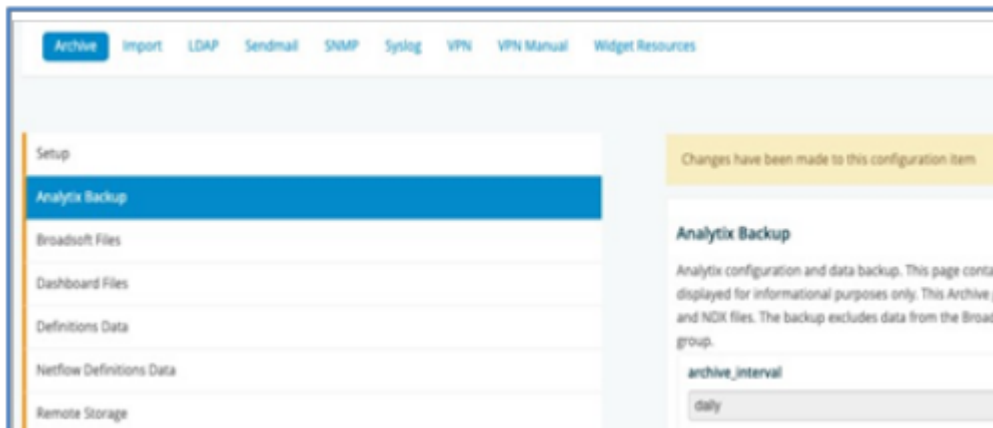 Archive Import LDAP Sendmail SNMP Syslog VPN VPN Manual Widget Resources
Setup
Analytix Backup
Broadsoft Files
Dashboard Files
Definitions Data
Netflow Definitions Data
Remote Storage
Changes have been made to this configuration item
Analytix Backup
Analytix configuration and data backup. This page conta
displayed for informational purposes only. This Archive
and NDX files. The backup excludes data from the Broad
group.
archive_interval
daily